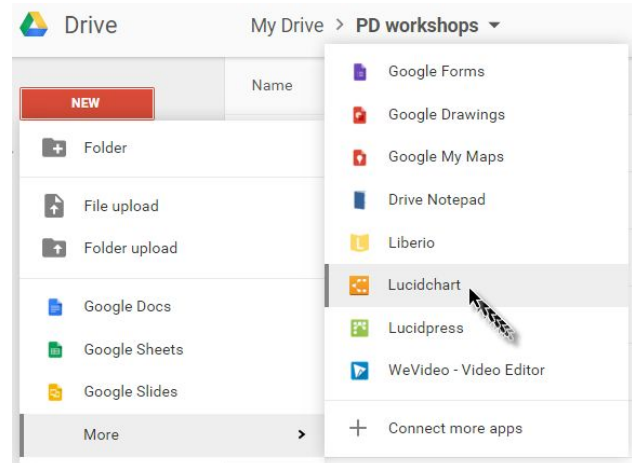 Drive
My Drive > PD workshops
Name
NEW
Folder
File upload
Folder upload
Google Docs
Google Sheets
Google Slides
More
Google Forms
Google Drawings
Google My Maps
Drive Notepad
Liberio
Lucidchart
Lucidpress
WeVideo - Video Editor
Connect more apps